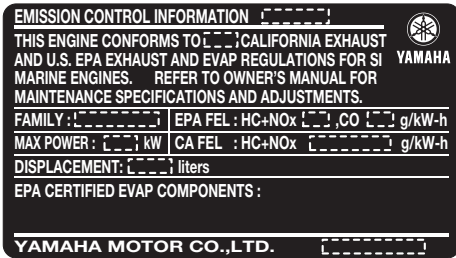 EMISSION CONTROL INFORMATION
THIS ENGINE CONFORMS TO CALIFORNIA EXHAUST
AND U.S. EPA EXHAUST AND EVAP REGULATIONS FOR SI
MARINE ENGINES. REFER TO OWNER'S MANUAL FOR
MAINTENANCE SPECIFICATIONS AND ADJUSTMENTS.
YAMAHA
FAMILY : EPA FEL : HC+NOx ,CO g/kW-h
MAX POWER : kW CA FEL : HC+NOx g/kW-h
DISPLACEMENT: liters
EPA CERTIFIED EVAP COMPONENTS :
YAMAHA MOTOR CO.,LTD.